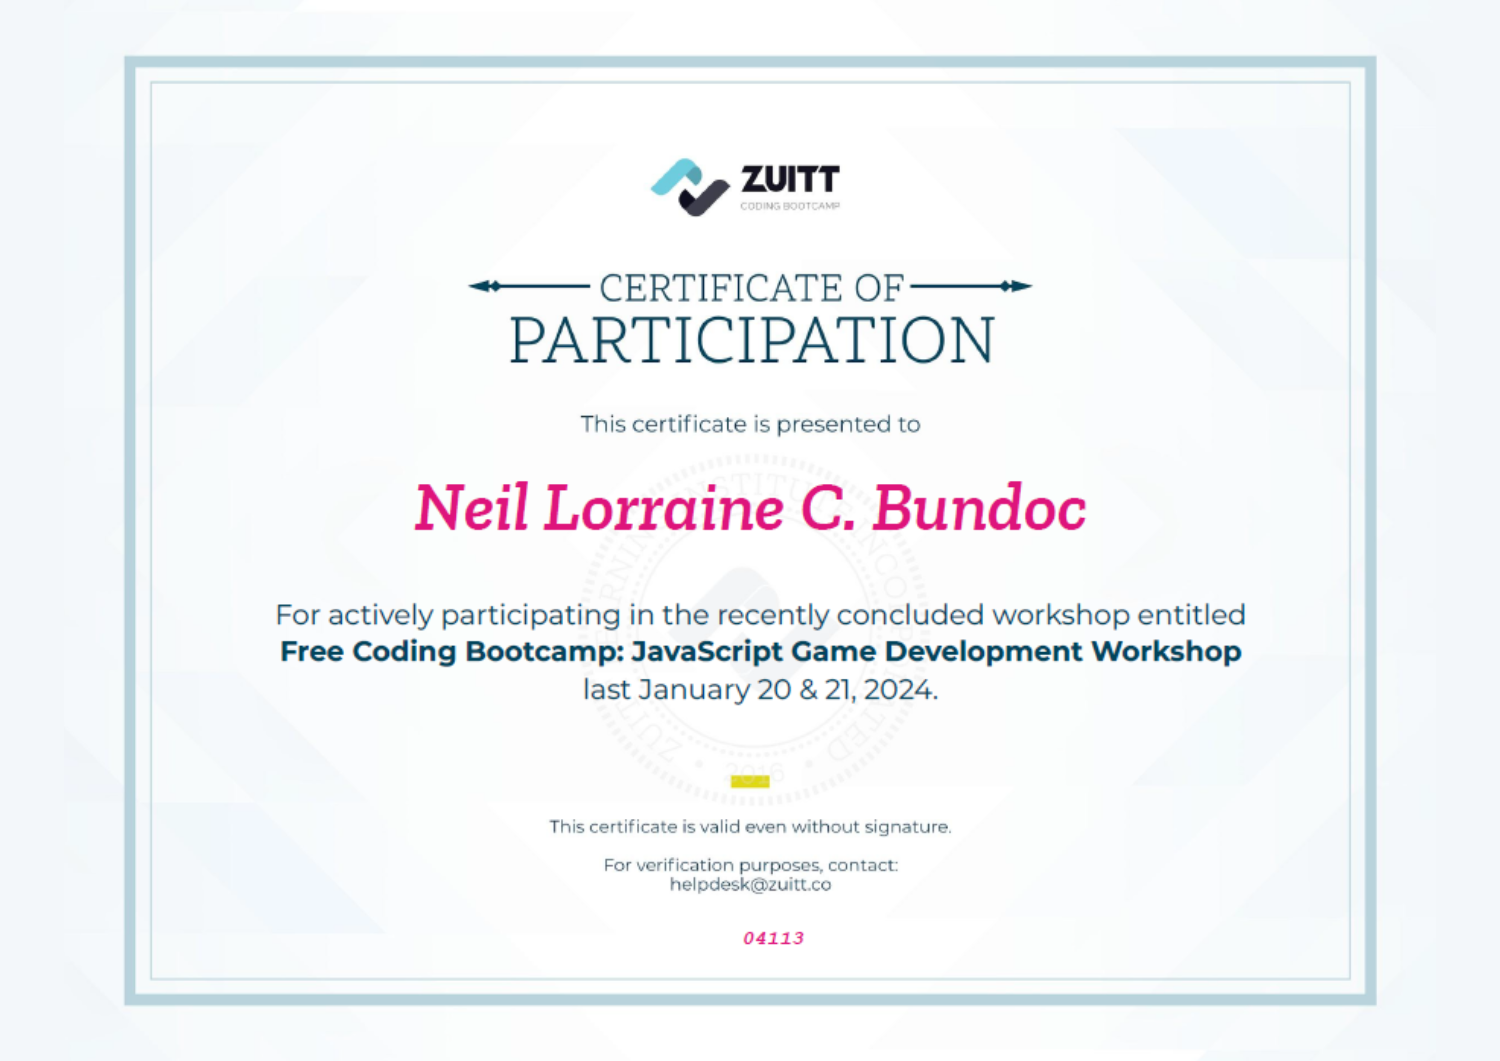 ZUITT
CODING BOOTCAMP
CERTIFICATE OF
PARTICIPATION
This certificate is presented to
Neil Lorraine C. Bundoc
For actively participating in the recently concluded workshop entitled
Free Coding Bootcamp: JavaScript Game Development Workshop
last January 20 & 21, 2024.
2016
This certificate is valid even without signature.
For verification purposes, contact:
helpdesk@zuitt.co
04113